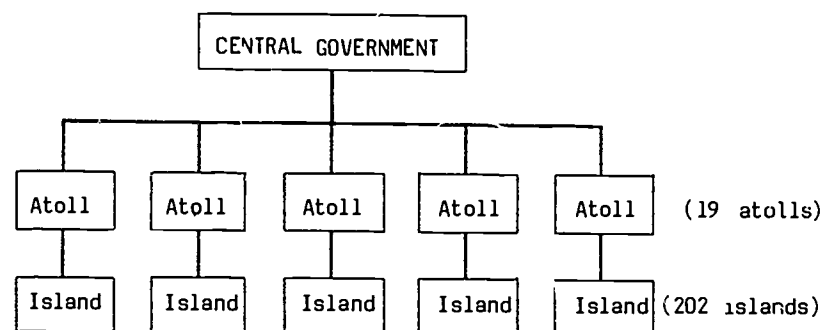 CENTRAL GOVERNMENT
Atoll Atoll Atoll Atoll Atoll (19 atolls)
Island Island Island Island Island (202 islands)